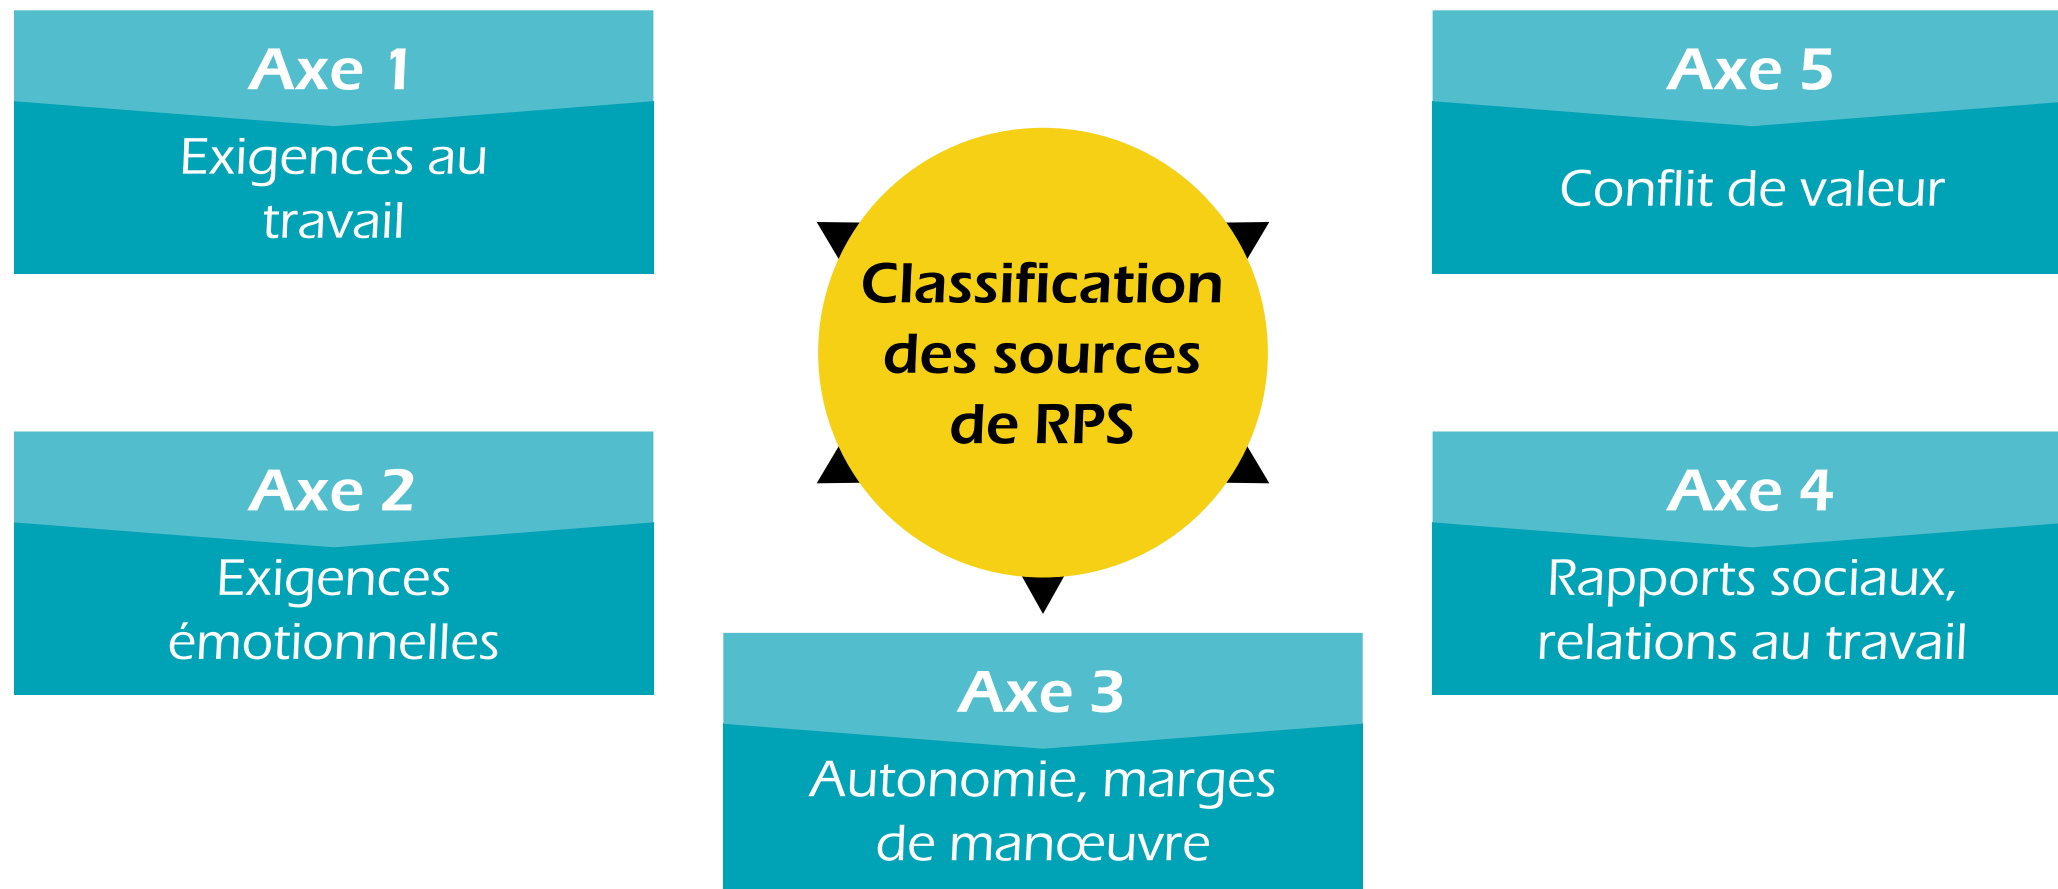 Axe 1
Exigences au
travail
Axe 2
Exigences
émotionnelles
Classification
des sources
de RPS
Axe 3
Autonomie, marges
de manœuvre
Axe 5
Conflit de valeur
Axe 4
Rapports sociaux,
relations au travail